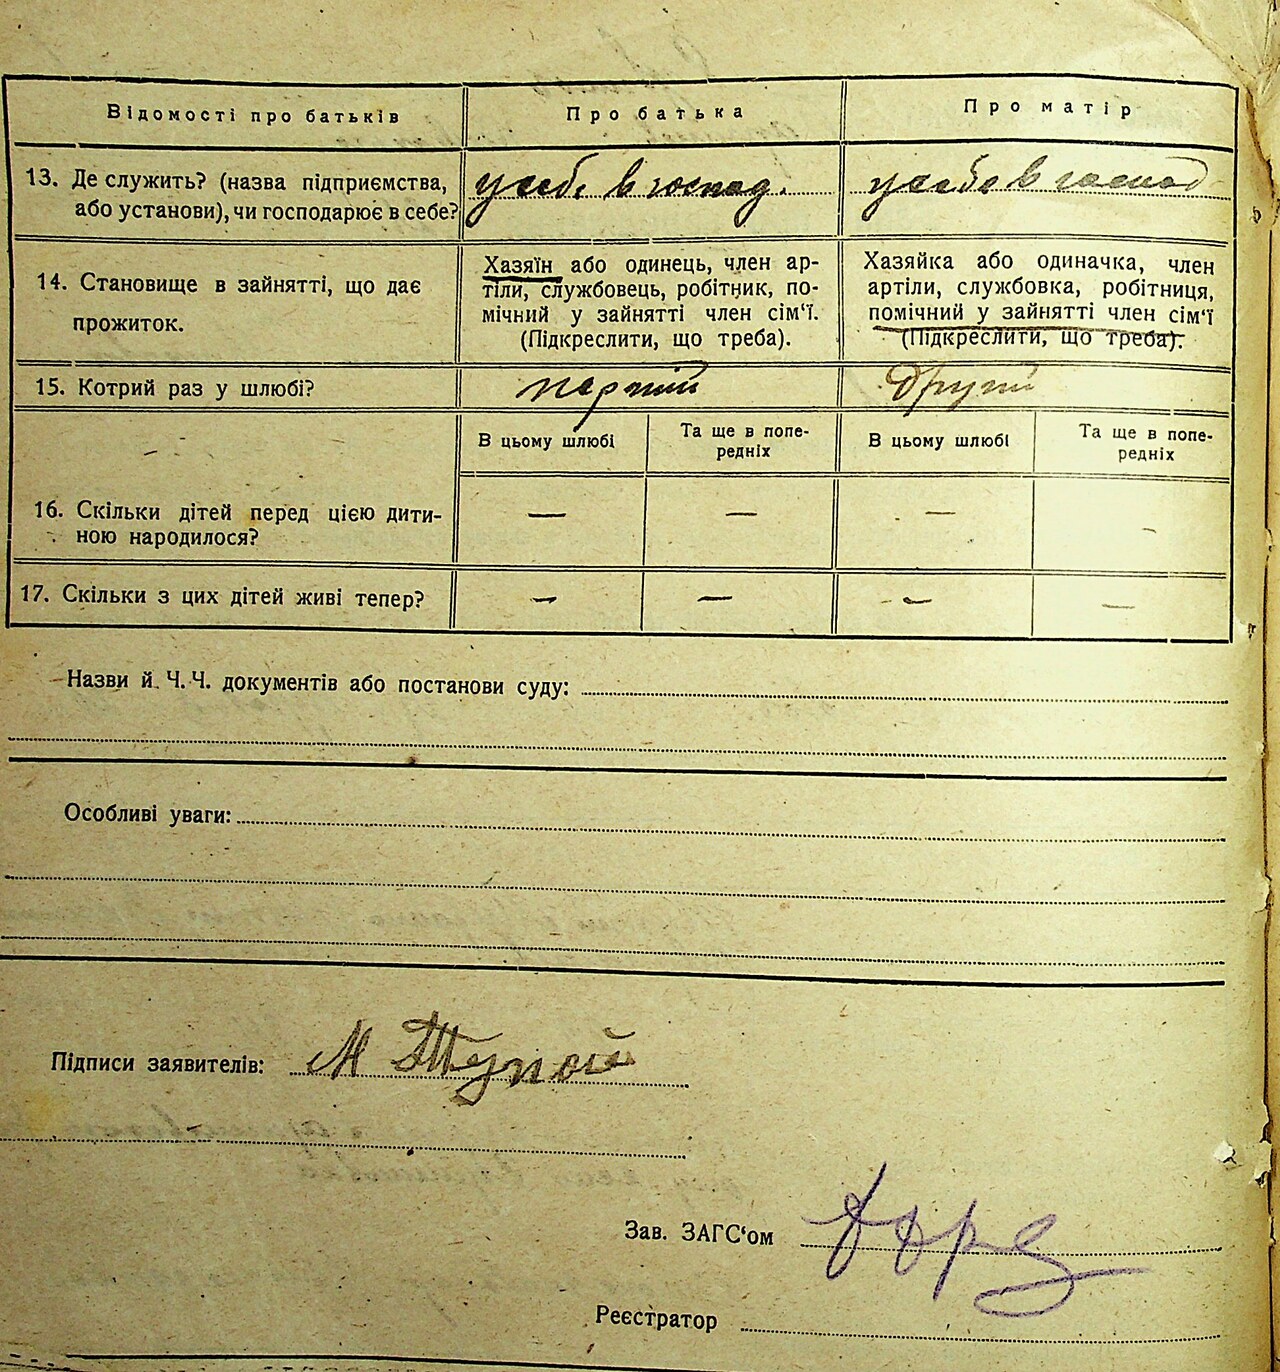 Відомості про батьків
Про батька
Про матір
13. Де служить? (назва підприємства,
або установи), чи господарює в себе?
у себе в господ.
у себе в господ
14. Становище в зайнятті, що дає
прожиток.
Хазяїн або одинець, член ар-
тіли, службовець, робітник, по-
мічний у зайнятті член сім'ї.
(Підкреслити, що треба).
Хазяйка або одиначка, член
артіли, службовка, робітниця,
помічний у зайнятті член сім'ї
(Підкреслити, що треба).
15. Котрий раз у шлюбі?
перший
другий
В цьому шлюбі
Та ще в попе-
редніх
В цьому шлюбі
Та ще в попе-
редніх
16. Скільки дітей перед цією дити-
ною народилося?
— — — -
17. Скільки з цих дітей живі тепер?
— — — —
Назви й Ч.Ч. документів або постанови суду:
Особливі уваги:
Підписи заявителів: М Тупой
Зав. ЗАГС'ом
Реєстратор